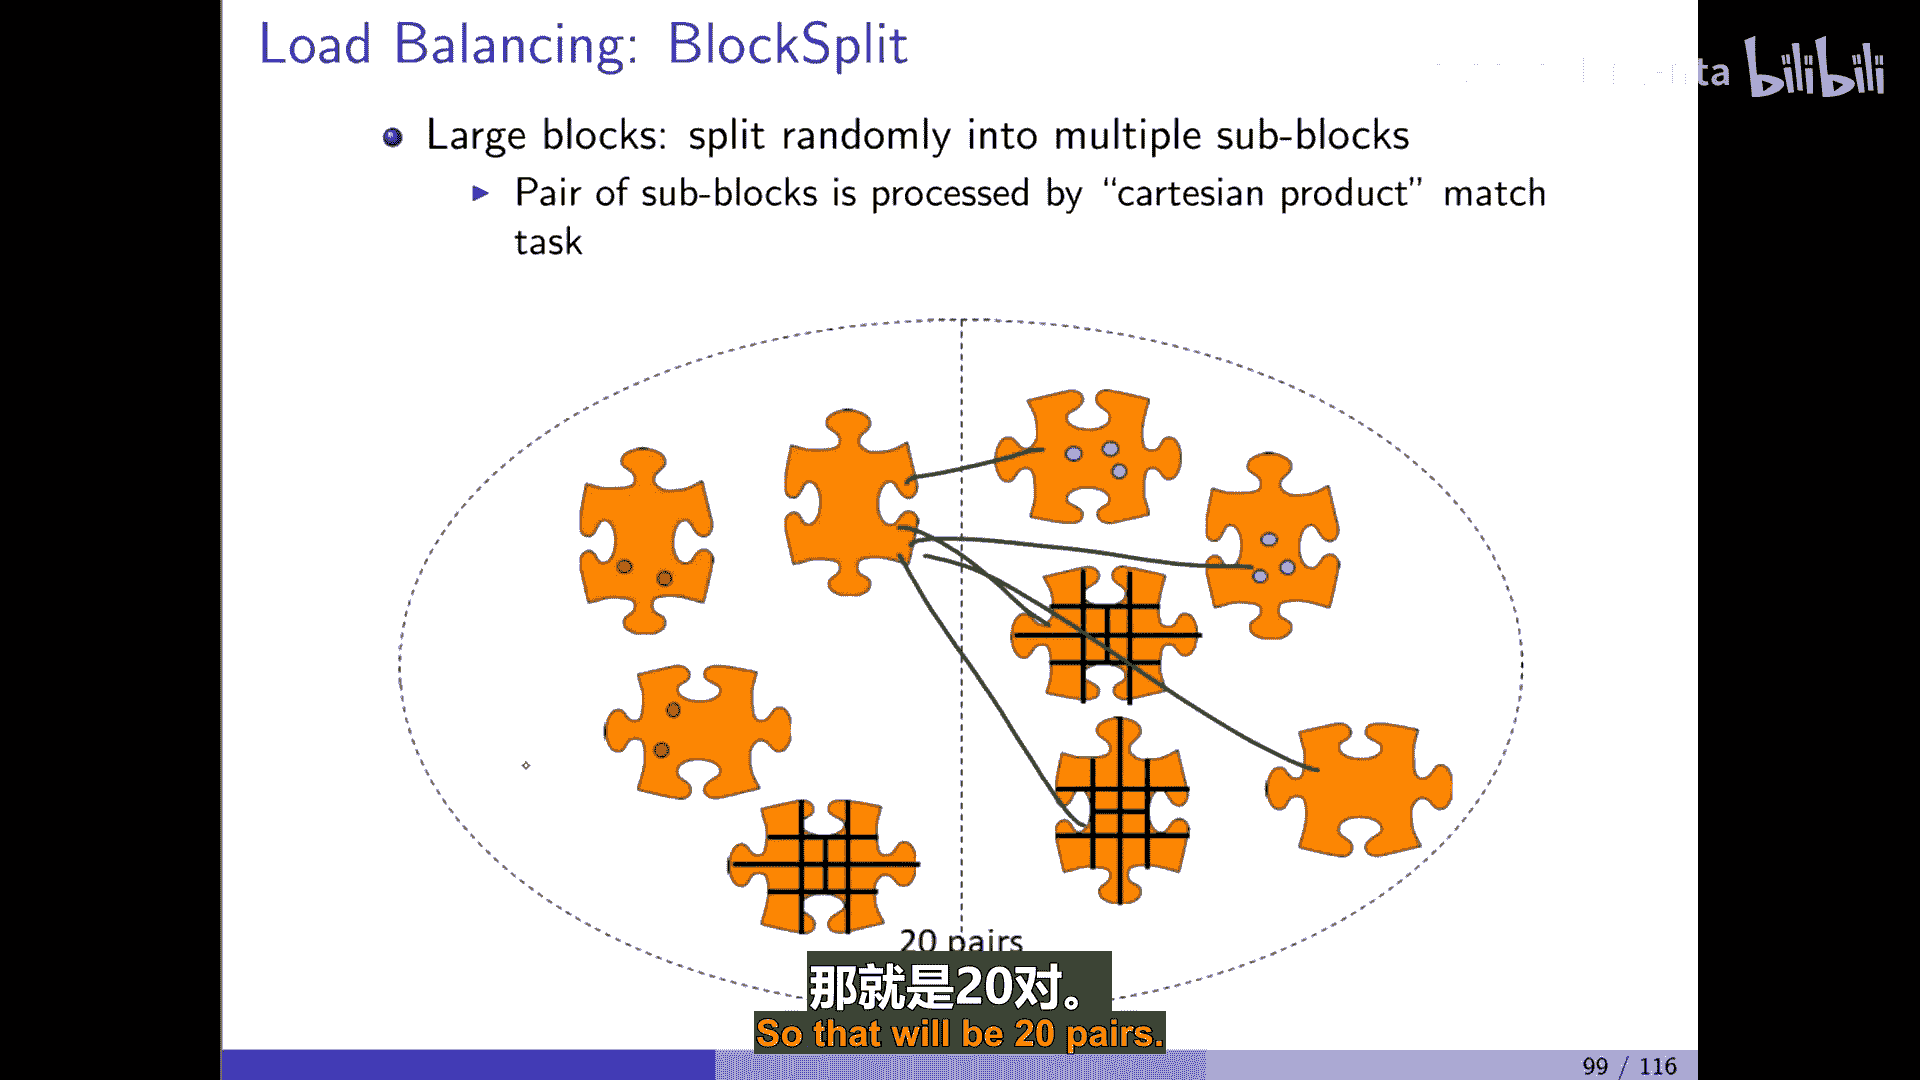 Load Balancing: BlockSplit
ta bilibili
Large blocks: split randomly into multiple sub-blocks
Pair of sub-blocks is processed by “cartesian product” match
task
20 pairs
那就是20对。
So that will be 20 pairs.
99 / 116